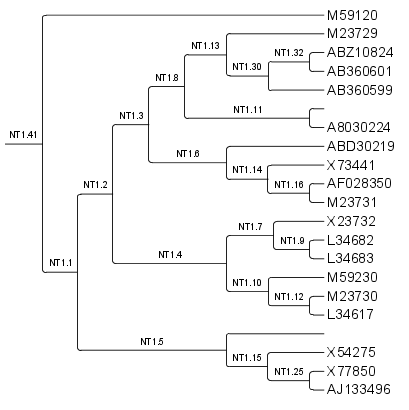 M59120
M23729
NT1.13
NT1.32
ABZ10824
NT1.30
AB360601
NT1.8
AB360599
NT1.11
NT1.3
A8030224
NT1.41
ABD30219
NT1.6
NT1.14
X73441
NT1.16
AF028350
NT1.2
M23731
X23732
NT1.7
NT1.9
L34682
NT1.4
L34683
NT1.1
M59230
NT1.10
NT1.12
M23730
L34617
NT1.5
X54275
NT1.15
NT1.25
X77850
AJ133496